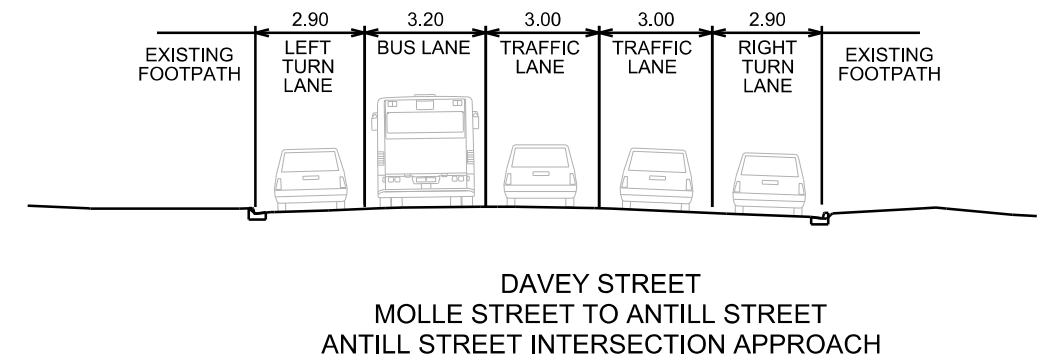 2.90 3.20 3.00 3.00 2.90
EXISTING
FOOTPATH
LEFT
TURN
LANE
BUS LANE
TRAFFIC
LANE
TRAFFIC
LANE
RIGHT
TURN
LANE
EXISTING
FOOTPATH
DAVEY STREET
MOLLE STREET TO ANTILL STREET
ANTILL STREET INTERSECTION APPROACH